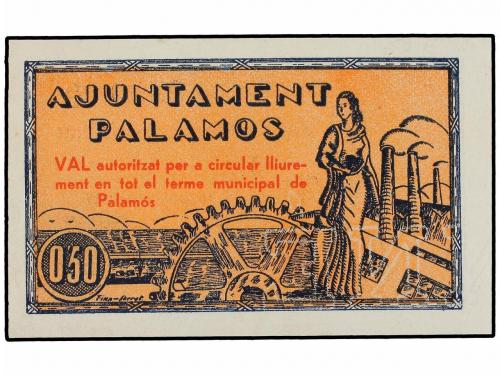 AJUNTAMENT
PALAMOS
VAL autoritzat per a circular lliure-
ment en tot el terme municipal de
Palamós
0'50